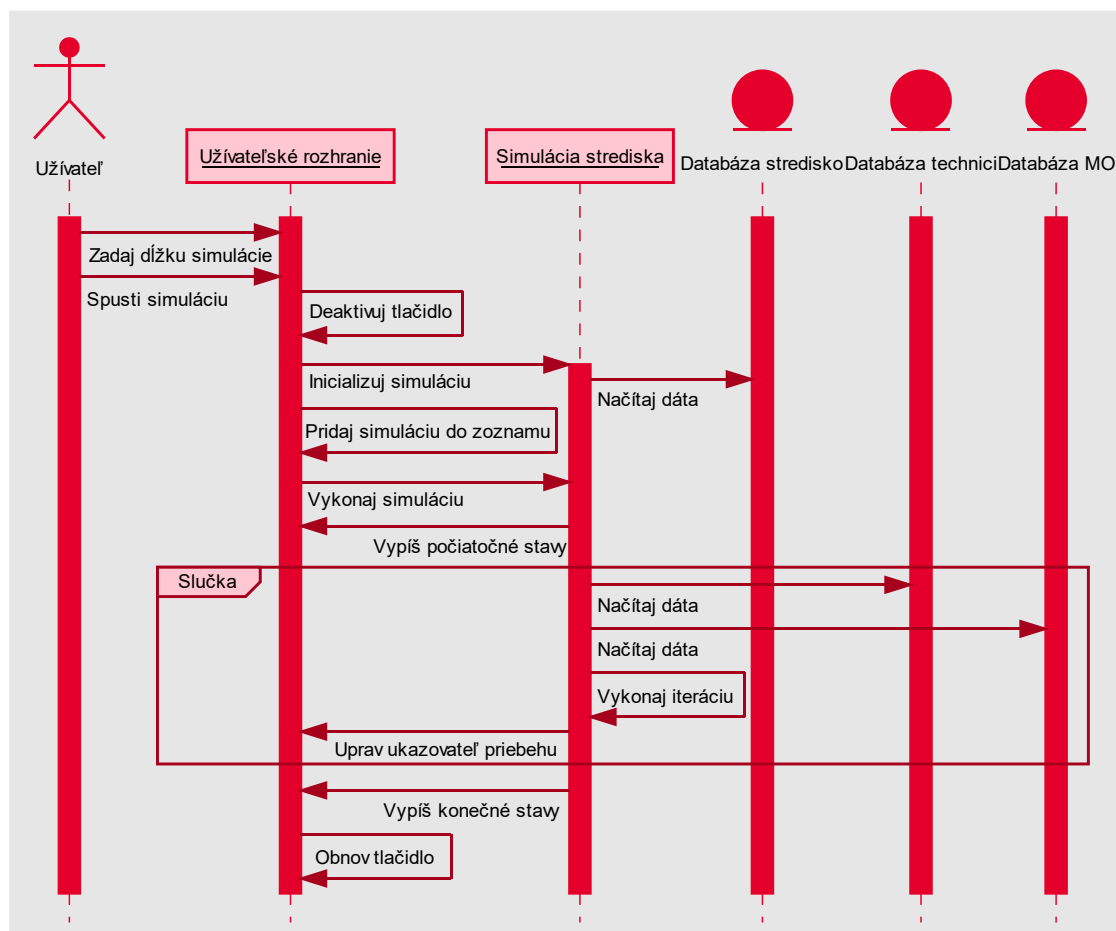 Užívateľ
Užívateľské rozhranie
Simulácia strediska
Databáza stredisko
Databáza technici
Databáza MO
Zadaj dĺžku simulácie
Spusti simuláciu
Deaktivuj tlačidlo
Inicializuj simuláciu
Načítaj dáta
Pridaj simuláciu do zoznamu
Vykonaj simuláciu
Vypíš počiatočné stavy
Slučka
Načítaj dáta
Načítaj dáta
Vykonaj iteráciu
Uprav ukazovateľ priebehu
Vypíš konečné stavy
Obnov tlačidlo